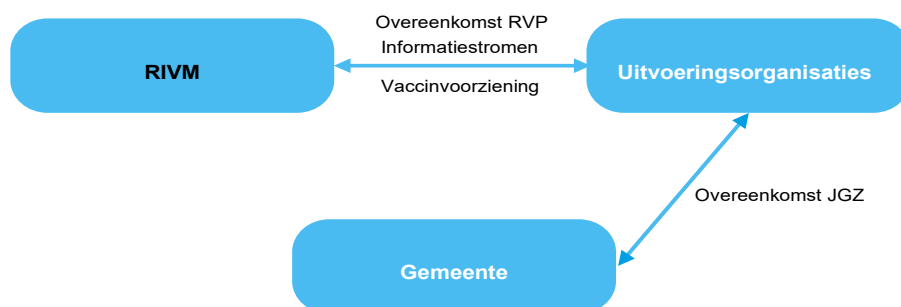 Overeenkomst RVP
Informatiestromen
RIVM
Uitvoeringsorganisaties
Vaccinvoorziening
Overeenkomst JGZ
Gemeente